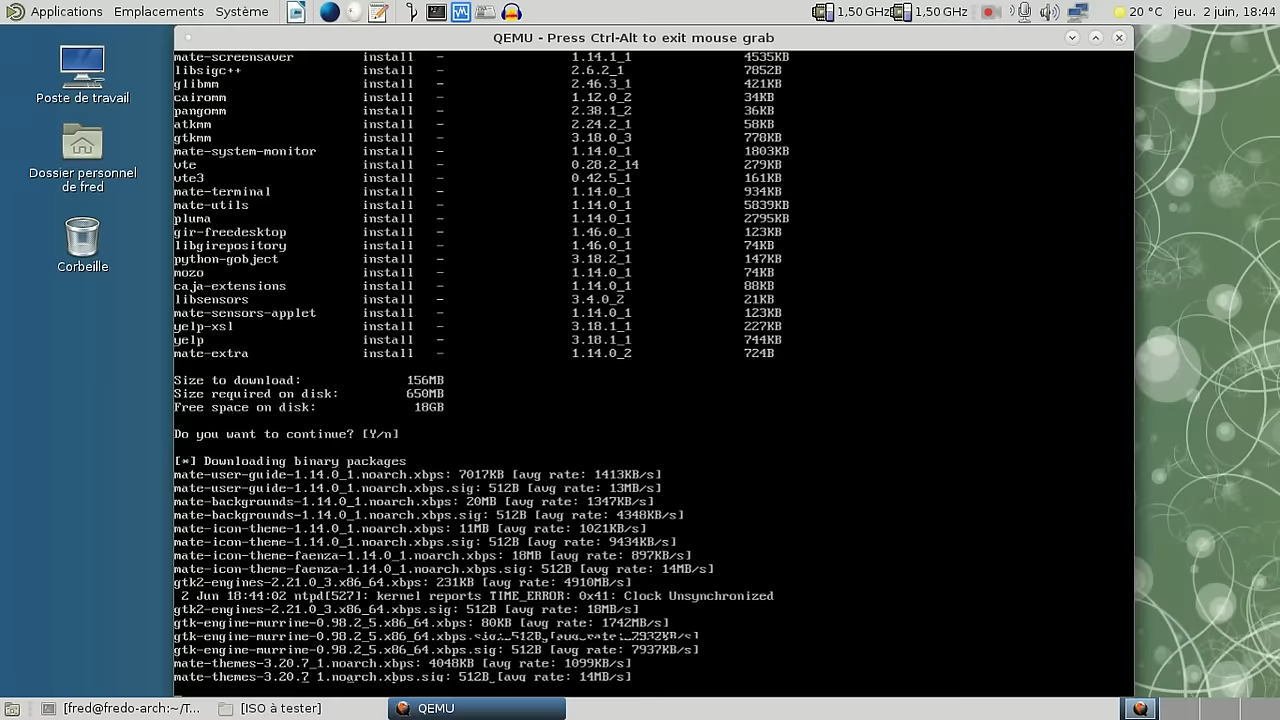 Applications Emplacements Système 1,50 GHz 1,50 GHz 20 °C jeu. 2 juin, 18:44
QEMU - Press Ctrl-Alt to exit mouse grab
Poste de travail
Dossier personnel
de fred
Corbeille
mate-screensaver install - 1.14.1_1 4535KB
libsigc++ install - 2.6.2_1 7852B
glibmm install - 2.46.3_1 421KB
cairomm install - 1.12.0_2 34KB
pangomm install - 2.38.1_2 36KB
atkmm install - 2.24.2_1 58KB
gtkmm install - 3.18.0_3 778KB
mate-system-monitor install - 1.14.0_1 1803KB
vte install - 0.28.2_14 279KB
vte3 install - 0.42.5_1 161KB
mate-terminal install - 1.14.0_1 934KB
mate-utils install - 1.14.0_1 5839KB
pluma install - 1.14.0_1 2795KB
gir-freedesktop install - 1.46.0_1 123KB
libgirepository install - 1.46.0_1 74KB
python-gobject install - 3.18.2_1 147KB
mozo install - 1.14.0_1 74KB
caja-extensions install - 1.14.0_1 88KB
libsensors install - 3.4.0_2 21KB
mate-sensors-applet install - 1.14.0_1 123KB
yelp-xsl install - 3.18.1_1 227KB
yelp install - 3.18.1_1 744KB
mate-extra install - 1.14.0_2 724B
Size to download: 156MB
Size required on disk: 650MB
Free space on disk: 18GB
Do you want to continue? [Y/n]
[*] Downloading binary packages
mate-user-guide-1.14.0_1.noarch.xbps: 7017KB [avg rate: 1413KB/s]
mate-user-guide-1.14.0_1.noarch.xbps.sig: 512B [avg rate: 13MB/s]
mate-backgrounds-1.14.0_1.noarch.xbps: 20MB [avg rate: 1347KB/s]
mate-backgrounds-1.14.0_1.noarch.xbps.sig: 512B [avg rate: 4348KB/s]
mate-icon-theme-1.14.0_1.noarch.xbps: 11MB [avg rate: 1021KB/s]
mate-icon-theme-1.14.0_1.noarch.xbps.sig: 512B [avg rate: 9434KB/s]
mate-icon-theme-faenza-1.14.0_1.noarch.xbps: 18MB [avg rate: 897KB/s]
mate-icon-theme-faenza-1.14.0_1.noarch.xbps.sig: 512B [avg rate: 14MB/s]
gtk2-engines-2.21.0_3.x86_64.xbps: 231KB [avg rate: 4910MB/s]
2 Jun 18:44:02 ntpd[527]: kernel reports TIME_ERROR: 0x41: Clock Unsynchronized
gtk2-engines-2.21.0_3.x86_64.xbps.sig: 512B [avg rate: 18MB/s]
gtk-engine-murrine-0.98.2_5.x86_64.xbps: 80KB [avg rate: 1742MB/s]
gtk-engine-murrine-0.98.2_5.x86_64.xbps.sig: 512B [avg rate: 7932KB/s]
gtk-engine-murrine-0.98.2_5.x86_64.xbps.sig: 512B [avg rate: 7937KB/s]
mate-themes-3.20.7_1.noarch.xbps: 4048KB [avg rate: 1099KB/s]
mate-themes-3.20.7_1.noarch.xbps.sig: 512B [avg rate: 14MB/s]
[fred@fredo-arch:~/T... [ISO à tester] QEMU